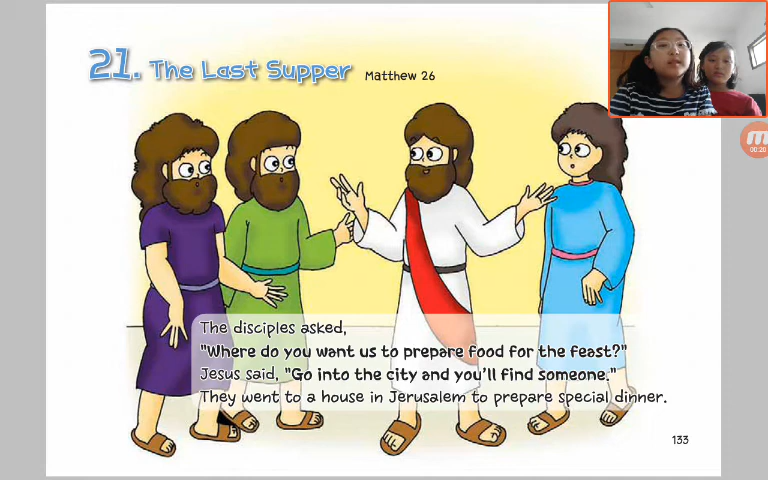 21. The Last Supper Matthew 26
The disciples asked,
"Where do you want us to prepare food for the feast?"
Jesus said, "Go into the city and you'll find someone."
They went to a house in Jerusalem to prepare special dinner.
133
M
00:20